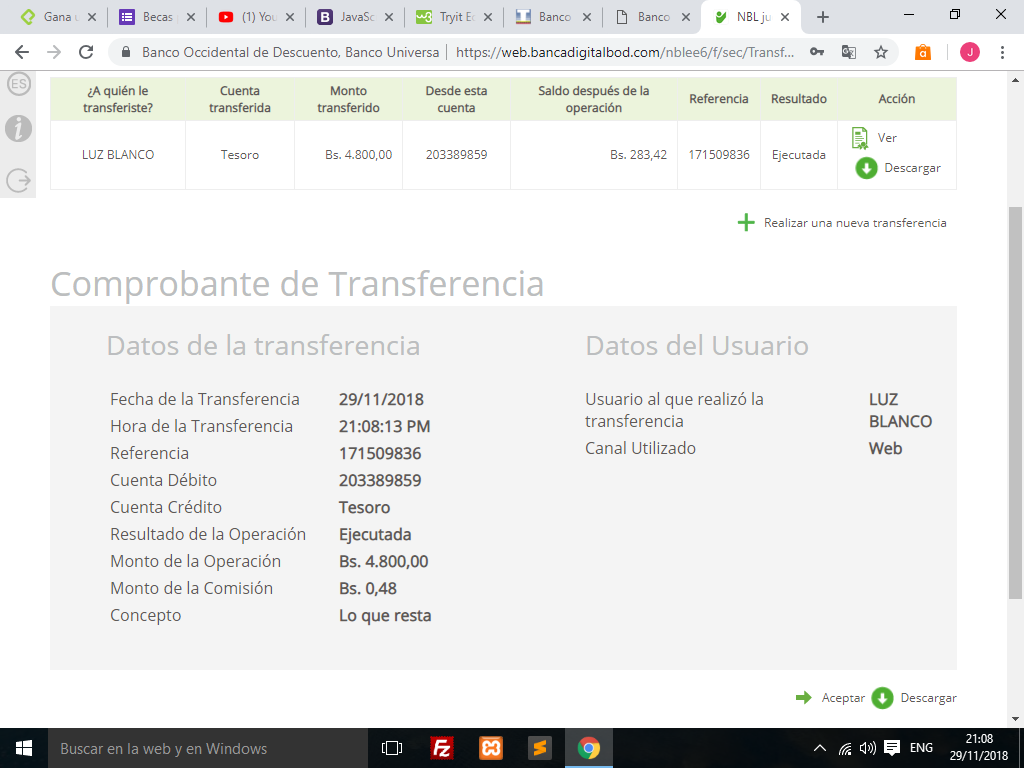 Gana u
Becas
(1) You
JavaSc
Tryit Ed
Banco
Banco
NBL ju
Banco Occidental de Descuento, Banco Universa
https://web.bancadigitalbod.com/nblee6/f/sec/Transf...
J
ES
¿A quién le transferiste?
Cuenta transferida
Monto transferido
Desde esta cuenta
Saldo después de la operación
Referencia
Resultado
Acción
LUZ BLANCO
Tesoro
Bs. 4.800,00
203389859
Bs. 283,42
171509836
Ejecutada
Ver
Descargar
Realizar una nueva transferencia
Comprobante de Transferencia
Datos de la transferencia
Fecha de la Transferencia 29/11/2018
Hora de la Transferencia 21:08:13 PM
Referencia 171509836
Cuenta Débito 203389859
Cuenta Crédito Tesoro
Resultado de la Operación Ejecutada
Monto de la Operación Bs. 4.800,00
Monto de la Comisión Bs. 0,48
Concepto Lo que resta
Datos del Usuario
Usuario al que realizó la transferencia LUZ BLANCO
Canal Utilizado Web
Aceptar
Descargar
Buscar en la web y en Windows
ENG
21:08
29/11/2018